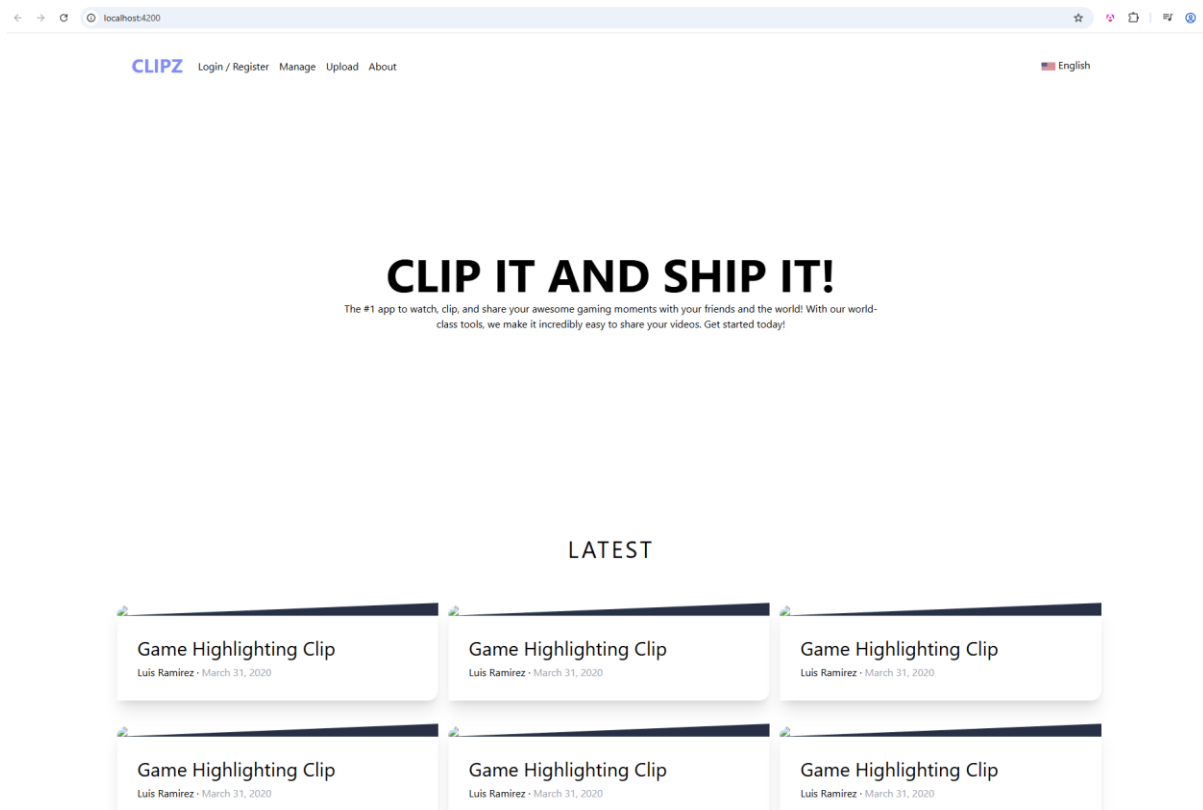 localhost:4200
CLIPZ Login / Register Manage Upload About English
CLIP IT AND SHIP IT!
The #1 app to watch, clip, and share your awesome gaming moments with your friends and the world! With our world-
class tools, we make it incredibly easy to share your videos. Get started today!
LATEST
Game Highlighting Clip Game Highlighting Clip Game Highlighting Clip
Luis Ramirez · March 31, 2020 Luis Ramirez · March 31, 2020 Luis Ramirez · March 31, 2020
Game Highlighting Clip Game Highlighting Clip Game Highlighting Clip
Luis Ramirez · March 31, 2020 Luis Ramirez · March 31, 2020 Luis Ramirez · March 31, 2020